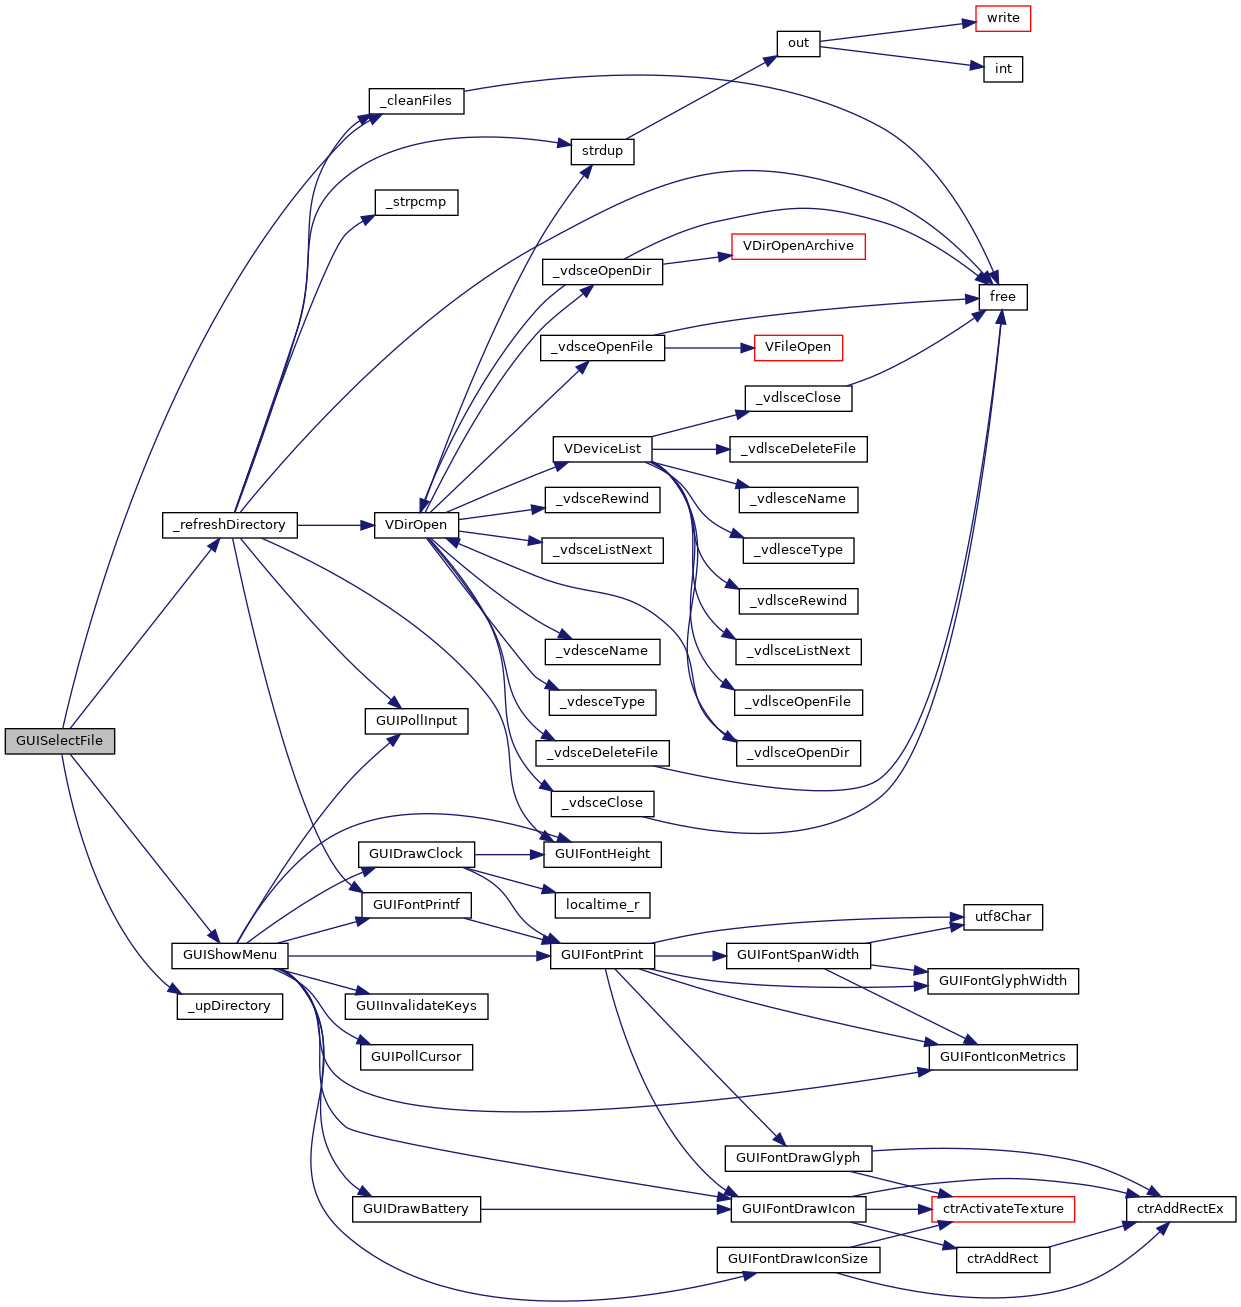 write
out
int
_cleanFiles
strdup
_strpcmp
VDirOpenArchive
_vdsceOpenDir
free
_vdsceOpenFile
VFileOpen
_vdlsceClose
VDeviceList
_vdlsceDeleteFile
_vdsceRewind
_vdlesceName
_refreshDirectory
VDirOpen
_vdsceListNext
_vdlesceType
_vdlsceRewind
_vdesceName
_vdlsceListNext
_vdesceType
_vdlsceOpenFile
GUIPollInput
GUISelectFile
_vdsceDeleteFile
_vdlsceOpenDir
_vdsceClose
GUIDrawClock
GUIFontHeight
GUIFontPrintf
localtime_r
utf8Char
GUIShowMenu
GUIFontPrint
GUIFontSpanWidth
GUIFontGlyphWidth
_upDirectory
GUIInvalidateKeys
GUIPollCursor
GUIFontIconMetrics
GUIFontDrawGlyph
GUIDrawBattery
GUIFontDrawIcon
ctrActivateTexture
ctrAddRectEx
GUIFontDrawIconSize
ctrAddRect